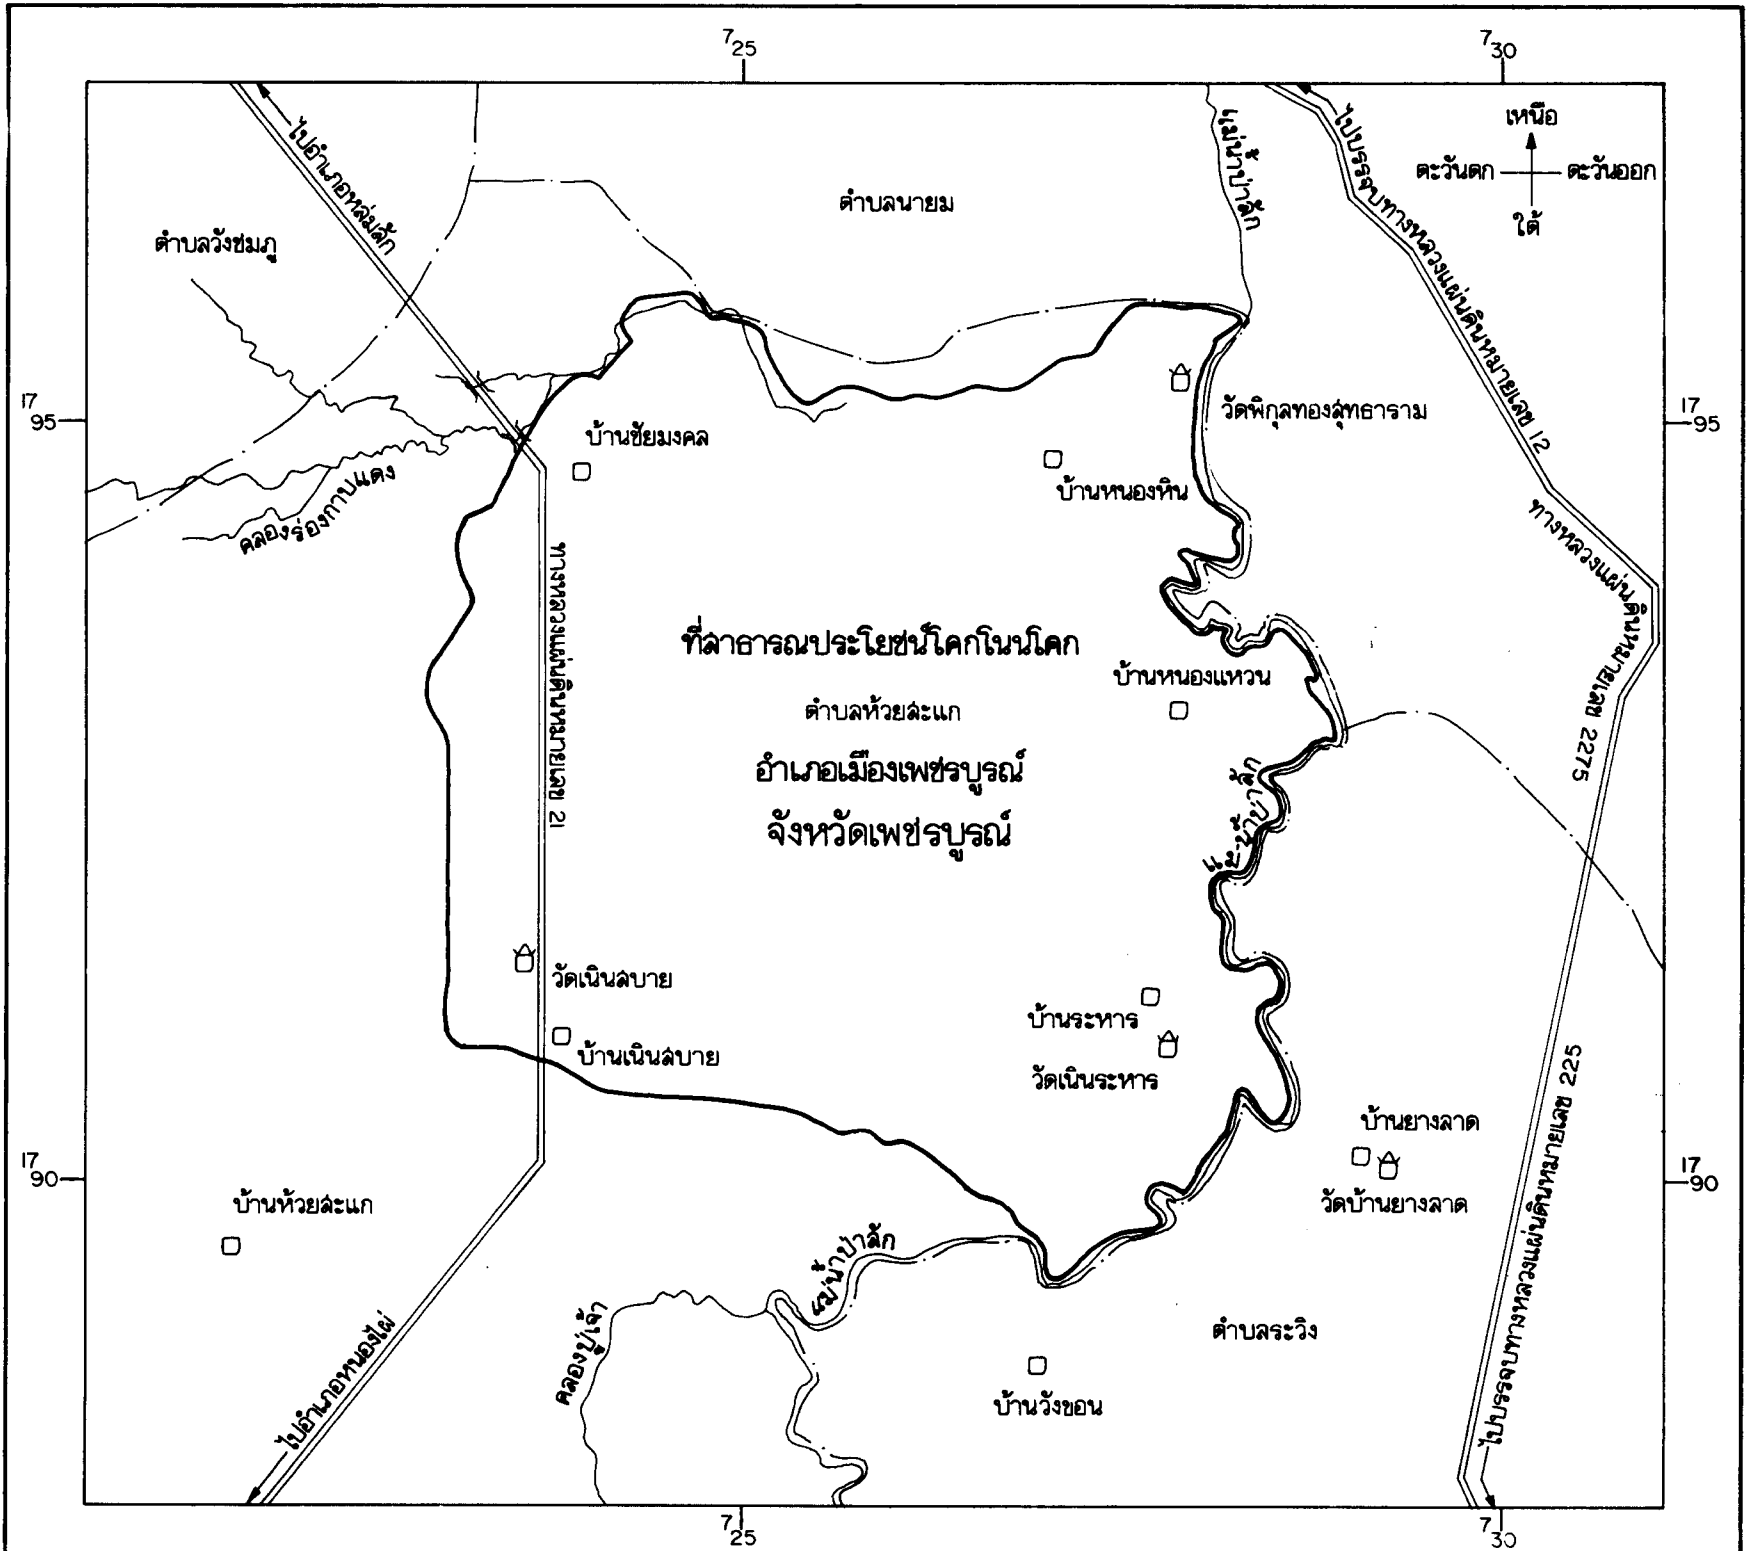 7 25
7 30
เหนือ
ตะวันตก
ตะวันออก
ใต้
ไปอำเภอหล่มสัก
แม่น้ำป่าสัก
ไปบรรจบทางหลวงแผ่นดินหมายเลข 12
ตำบลนายม
ตำบลวังชมภู
17 95
17 95
วัดพิกุลทองสุทธาราม
บ้านชัยมงคล
บ้านหนองหิน
คลองร่องกาบแดง
ทางหลวงแผ่นดินหมายเลข 2275
ทางหลวงแผ่นดินหมายเลข 21
ที่สาธารณประโยชน์โคกโนนโคก
บ้านหนองแหวน
ตำบลห้วยสะแก
อำเภอเมืองเพชรบูรณ์
แม่น้ำป่าสัก
จังหวัดเพชรบูรณ์
วัดเนินสบาย
บ้านระหาร
บ้านเนินสบาย
วัดเนินระหาร
บ้านยางลาด
17 90
17 90
บ้านห้วยสะแก
วัดบ้านยางลาด
แม่น้ำป่าสัก
ไปบรรจบทางหลวงแผ่นดินหมายเลข 225
คลองปู่เจ้า
ตำบลระวิง
ไปอำเภอหนองไผ่
บ้านวังขอน
7 25
7 30